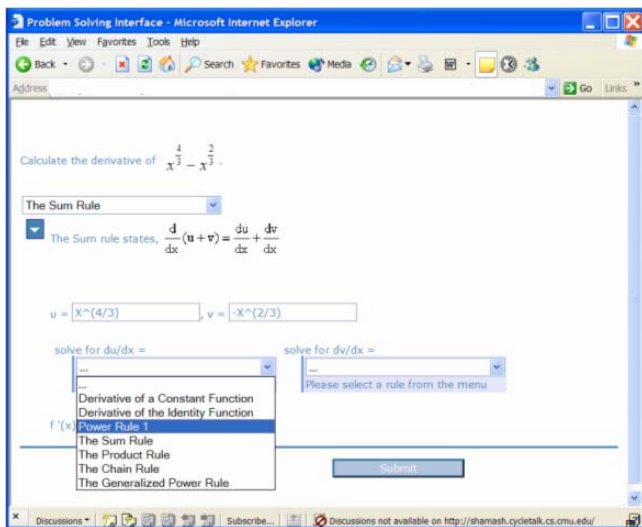 Problem Solving Interface - Microsoft Internet Explorer
File Edit View Favorites Tools Help
Back Search Favorites Media
Address Go Links »
Calculate the derivative of x^(4/3) − x^(2/3) .
The Sum Rule
The Sum rule states, d/dx (u + v) = du/dx + dv/dx
u = X^(4/3) , v = -X^(2/3)
solve for du/dx = solve for dv/dx =
... ...
... Please select a rule from the menu
Derivative of a Constant Function
Derivative of the Identity Function
f '(x) Power Rule 1
The Sum Rule
The Product Rule
The Chain Rule
The Generalized Power Rule
Submit
Discussions Subscribe... Discussions not available on http://shamash.cycletalk.cs.cmu.edu/